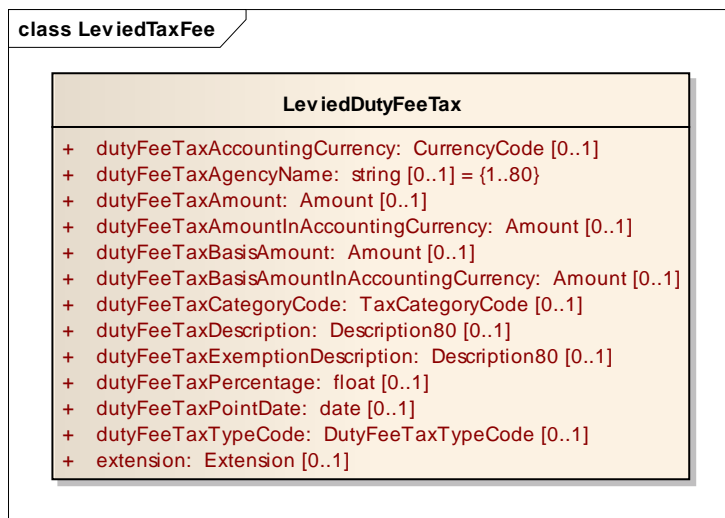 class LeviedTaxFee
LeviedDutyFeeTax
+ dutyFeeTaxAccountingCurrency: CurrencyCode [0..1]
+ dutyFeeTaxAgencyName: string [0..1] = {1..80}
+ dutyFeeTaxAmount: Amount [0..1]
+ dutyFeeTaxAmountInAccountingCurrency: Amount [0..1]
+ dutyFeeTaxBasisAmount: Amount [0..1]
+ dutyFeeTaxBasisAmountInAccountingCurrency: Amount [0..1]
+ dutyFeeTaxCategoryCode: TaxCategoryCode [0..1]
+ dutyFeeTaxDescription: Description80 [0..1]
+ dutyFeeTaxExemptionDescription: Description80 [0..1]
+ dutyFeeTaxPercentage: float [0..1]
+ dutyFeeTaxPointDate: date [0..1]
+ dutyFeeTaxTypeCode: DutyFeeTaxTypeCode [0..1]
+ extension: Extension [0..1]